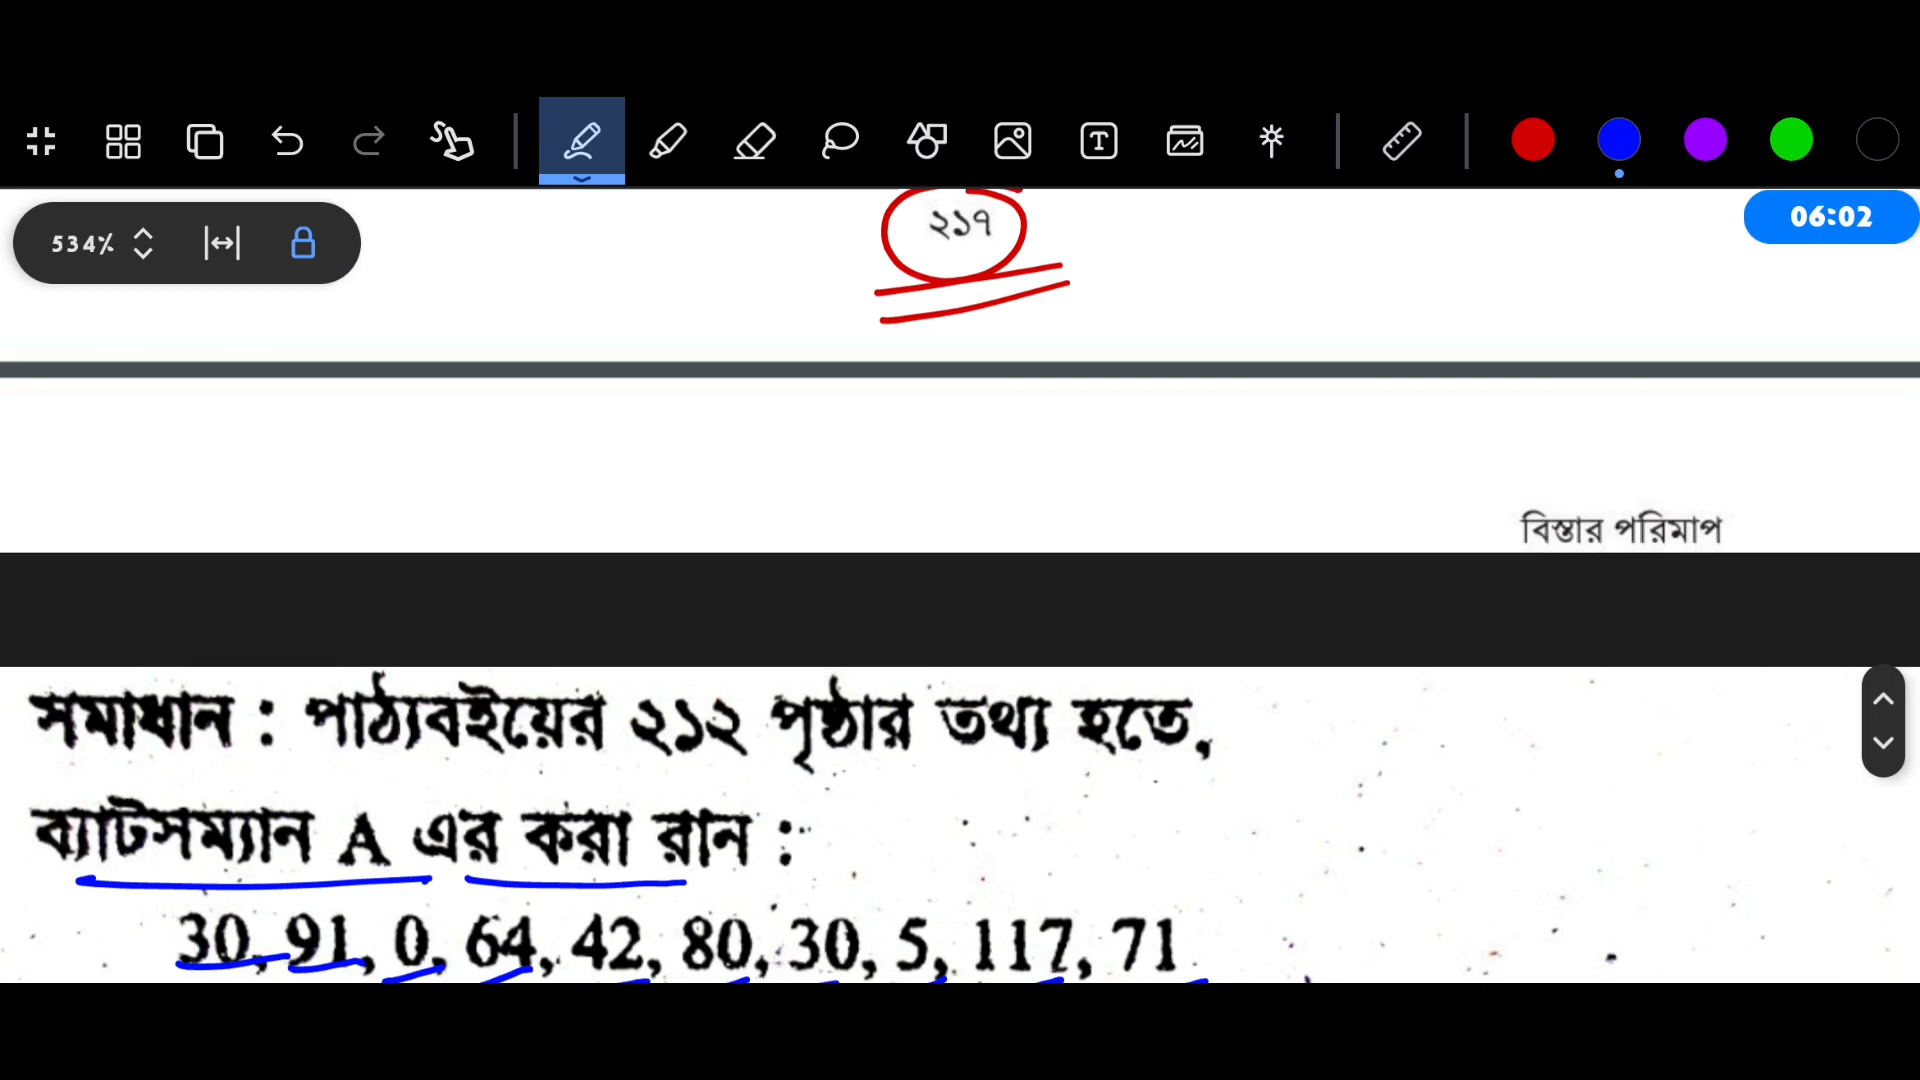 534%
২১৭
06:02
বিস্তার পরিমাপ
সমাধান : পাঠ্যবইয়ের ২১২ পৃষ্ঠার তথ্য হতে,
ব্যাটসম্যান A এর করা রান :
30, 91, 0, 64, 42, 80, 30, 5, 117, 71